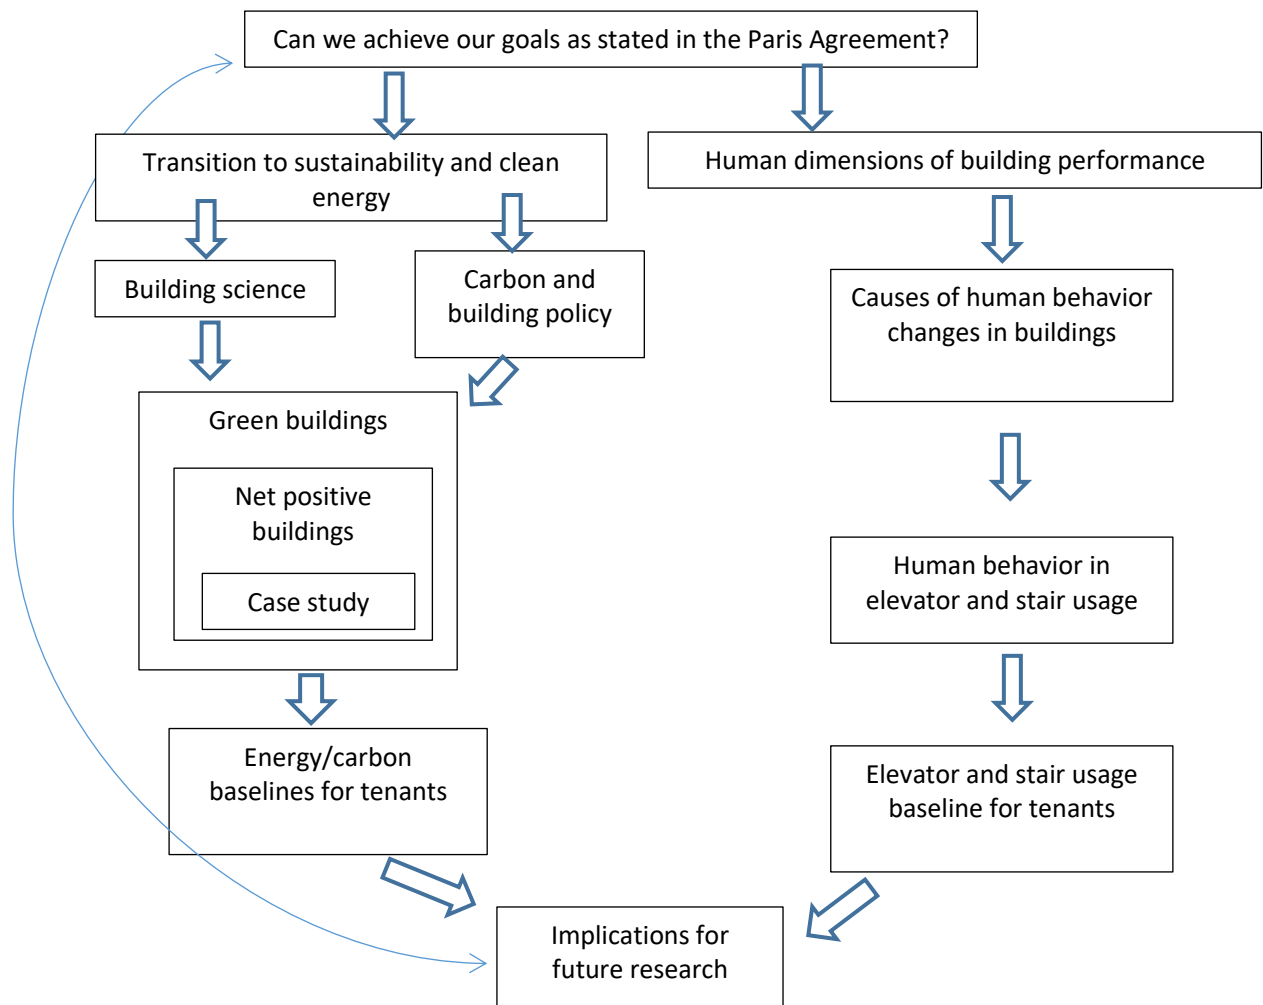 Can we achieve our goals as stated in the Paris Agreement?
Transition to sustainability and clean
energy
Human dimensions of building performance
Building science
Carbon and
building policy
Causes of human behavior
changes in buildings
Green buildings
Net positive
buildings
Case study
Human behavior in
elevator and stair usage
Energy/carbon
baselines for tenants
Elevator and stair usage
baseline for tenants
Implications for
future research